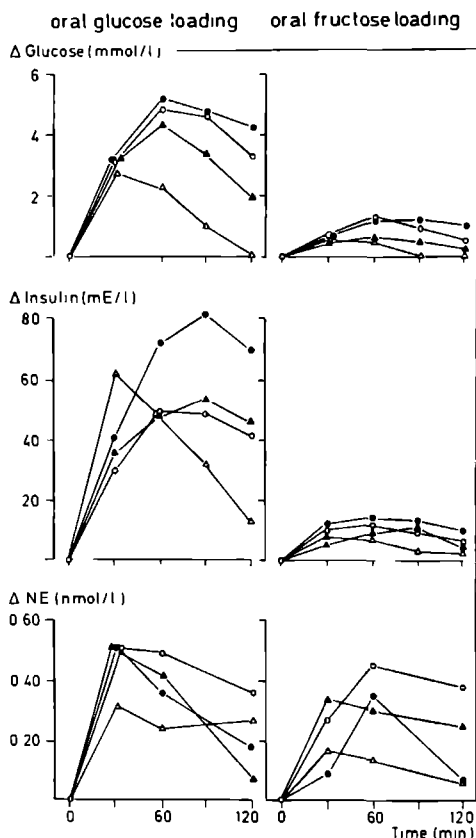 oral glucose loading oral fructose loading
Δ Glucose (mmol/l)
6
4
2
Δ Insulin (mE/l)
80
60
40
20
Δ NE (nmol/l)
0 60
0 40
0 20
0 60 120 0 60 120
Time (min)